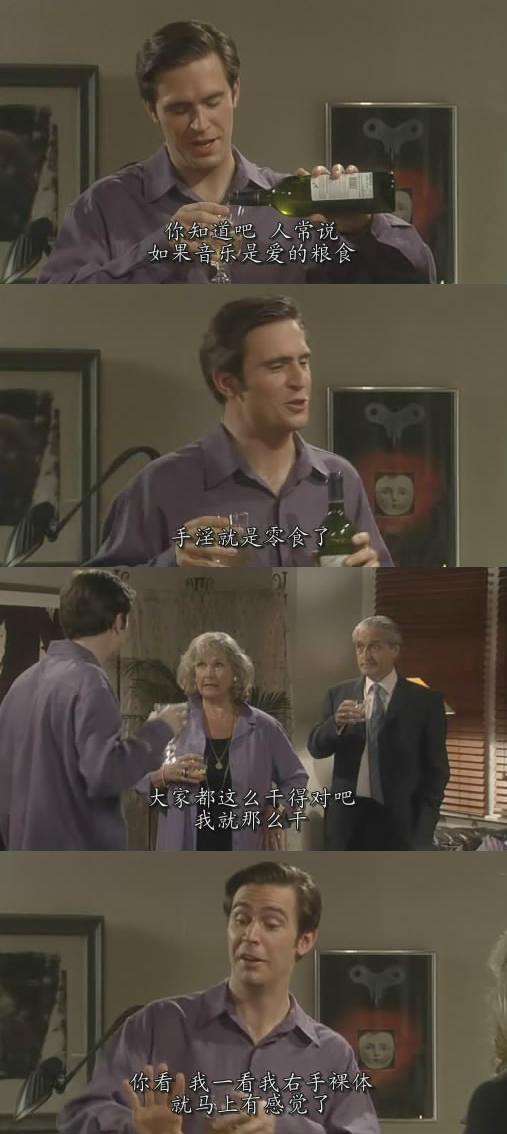 你知道吧 人常说
如果音乐是爱的粮食
手淫就是零食了
大家都这么干得对吧
我就那么干
你看 我一看我右手裸体
就马上有感觉了